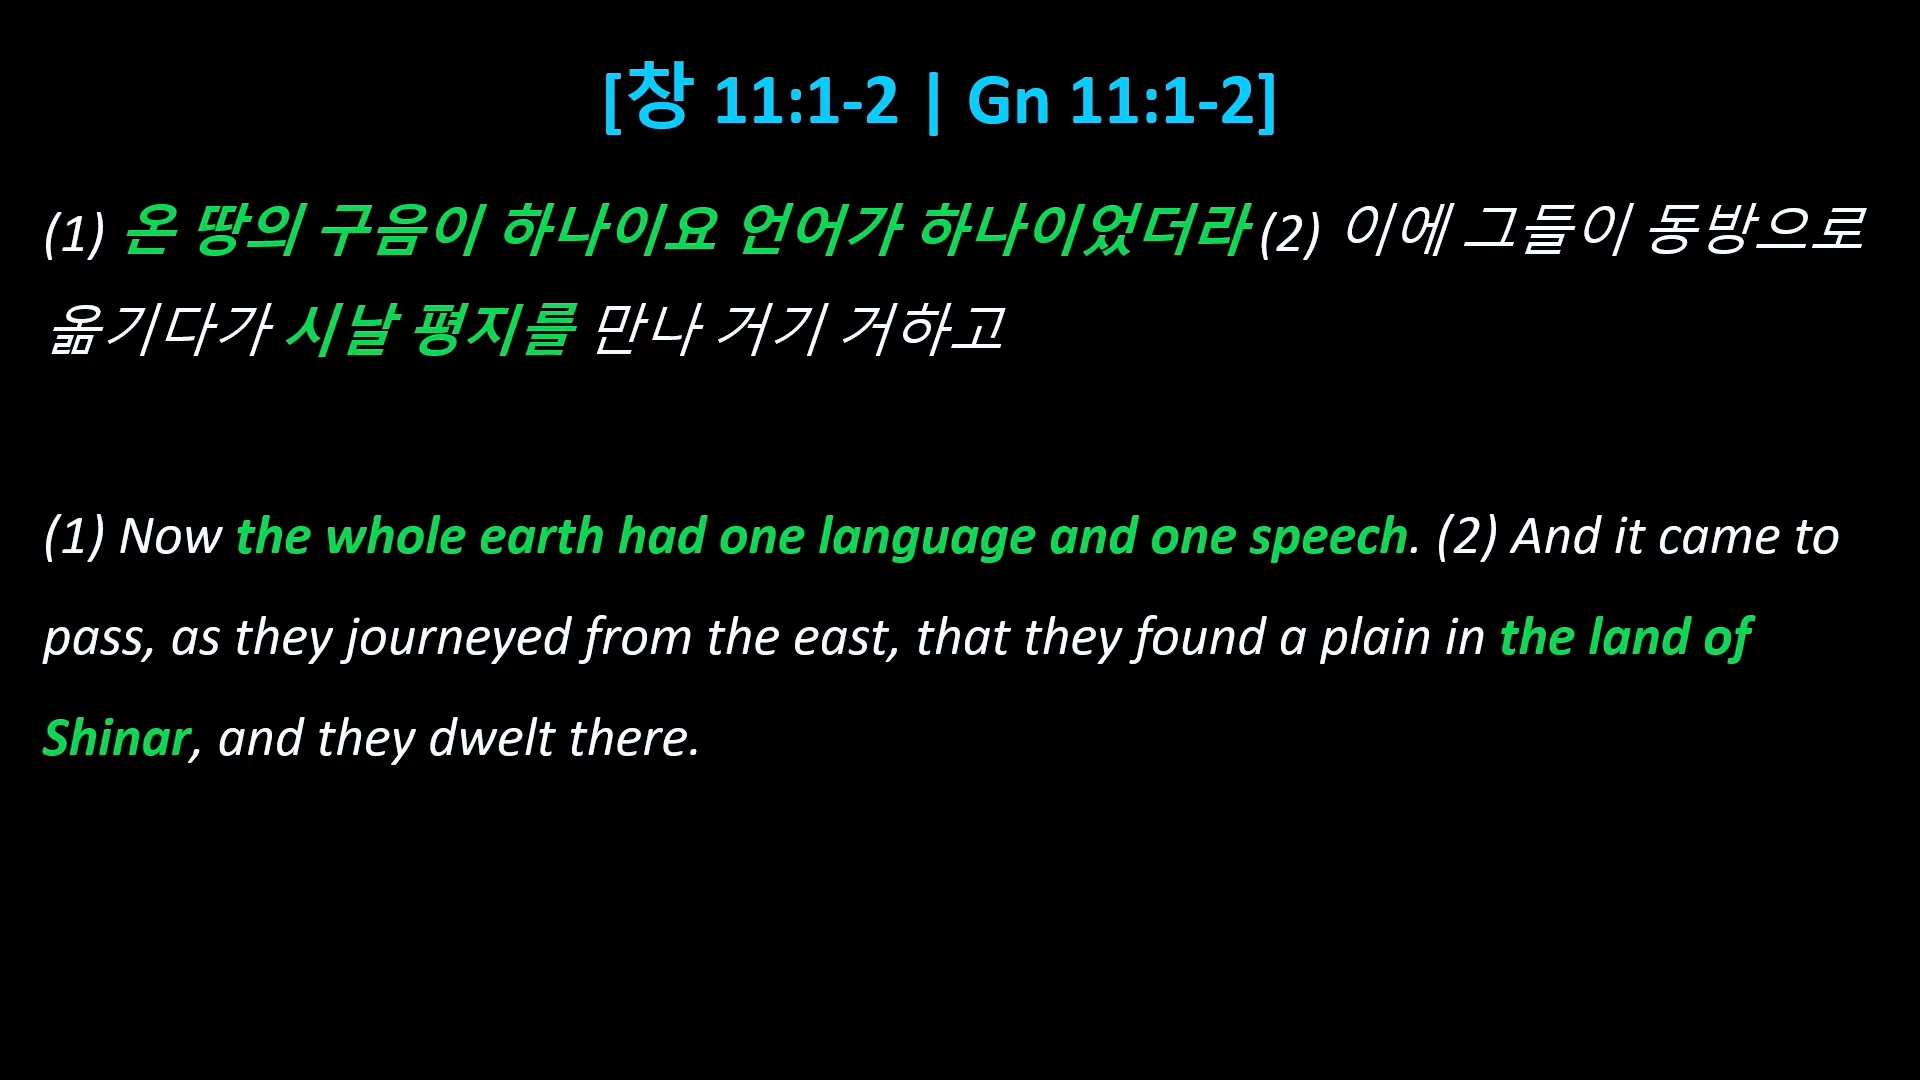 [창 11:1-2 | Gn 11:1-2]
(1) 온 땅의 구음이 하나이요 언어가 하나이었더라 (2) 이에 그들이 동방으로
옮기다가 시날 평지를 만나 거기 거하고
(1) Now the whole earth had one language and one speech. (2) And it came to
pass, as they journeyed from the east, that they found a plain in the land of
Shinar, and they dwelt there.